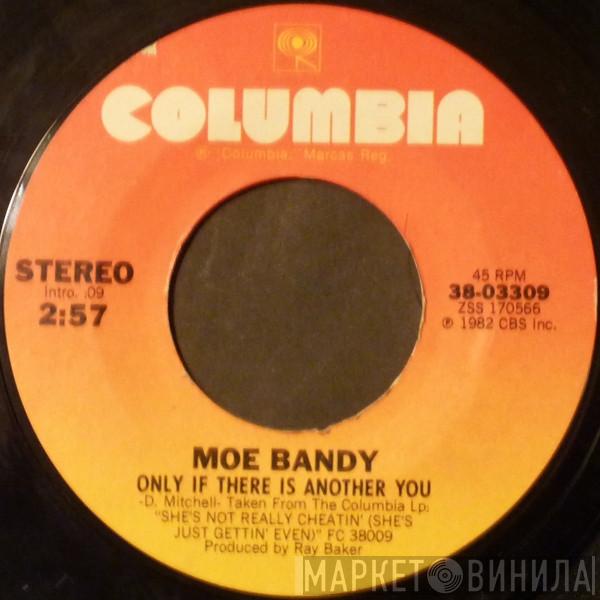 COLUMBIA
® "Columbia," Marcas Reg.
STEREO
Intro. :09
2:57
45 RPM
38-03309
ZSS 170566
℗ 1982 CBS Inc.
MOE BANDY
ONLY IF THERE IS ANOTHER YOU
-D. Mitchell- Taken From The Columbia Lp:
"SHE'S NOT REALLY CHEATIN' (SHE'S
JUST GETTIN' EVEN)" FC 38009
Produced by Ray Baker
МАРКЕТ ВИНИЛА